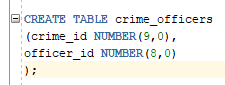 CREATE TABLE crime_officers
(crime_id NUMBER(9,0),
officer_id NUMBER(8,0)
);